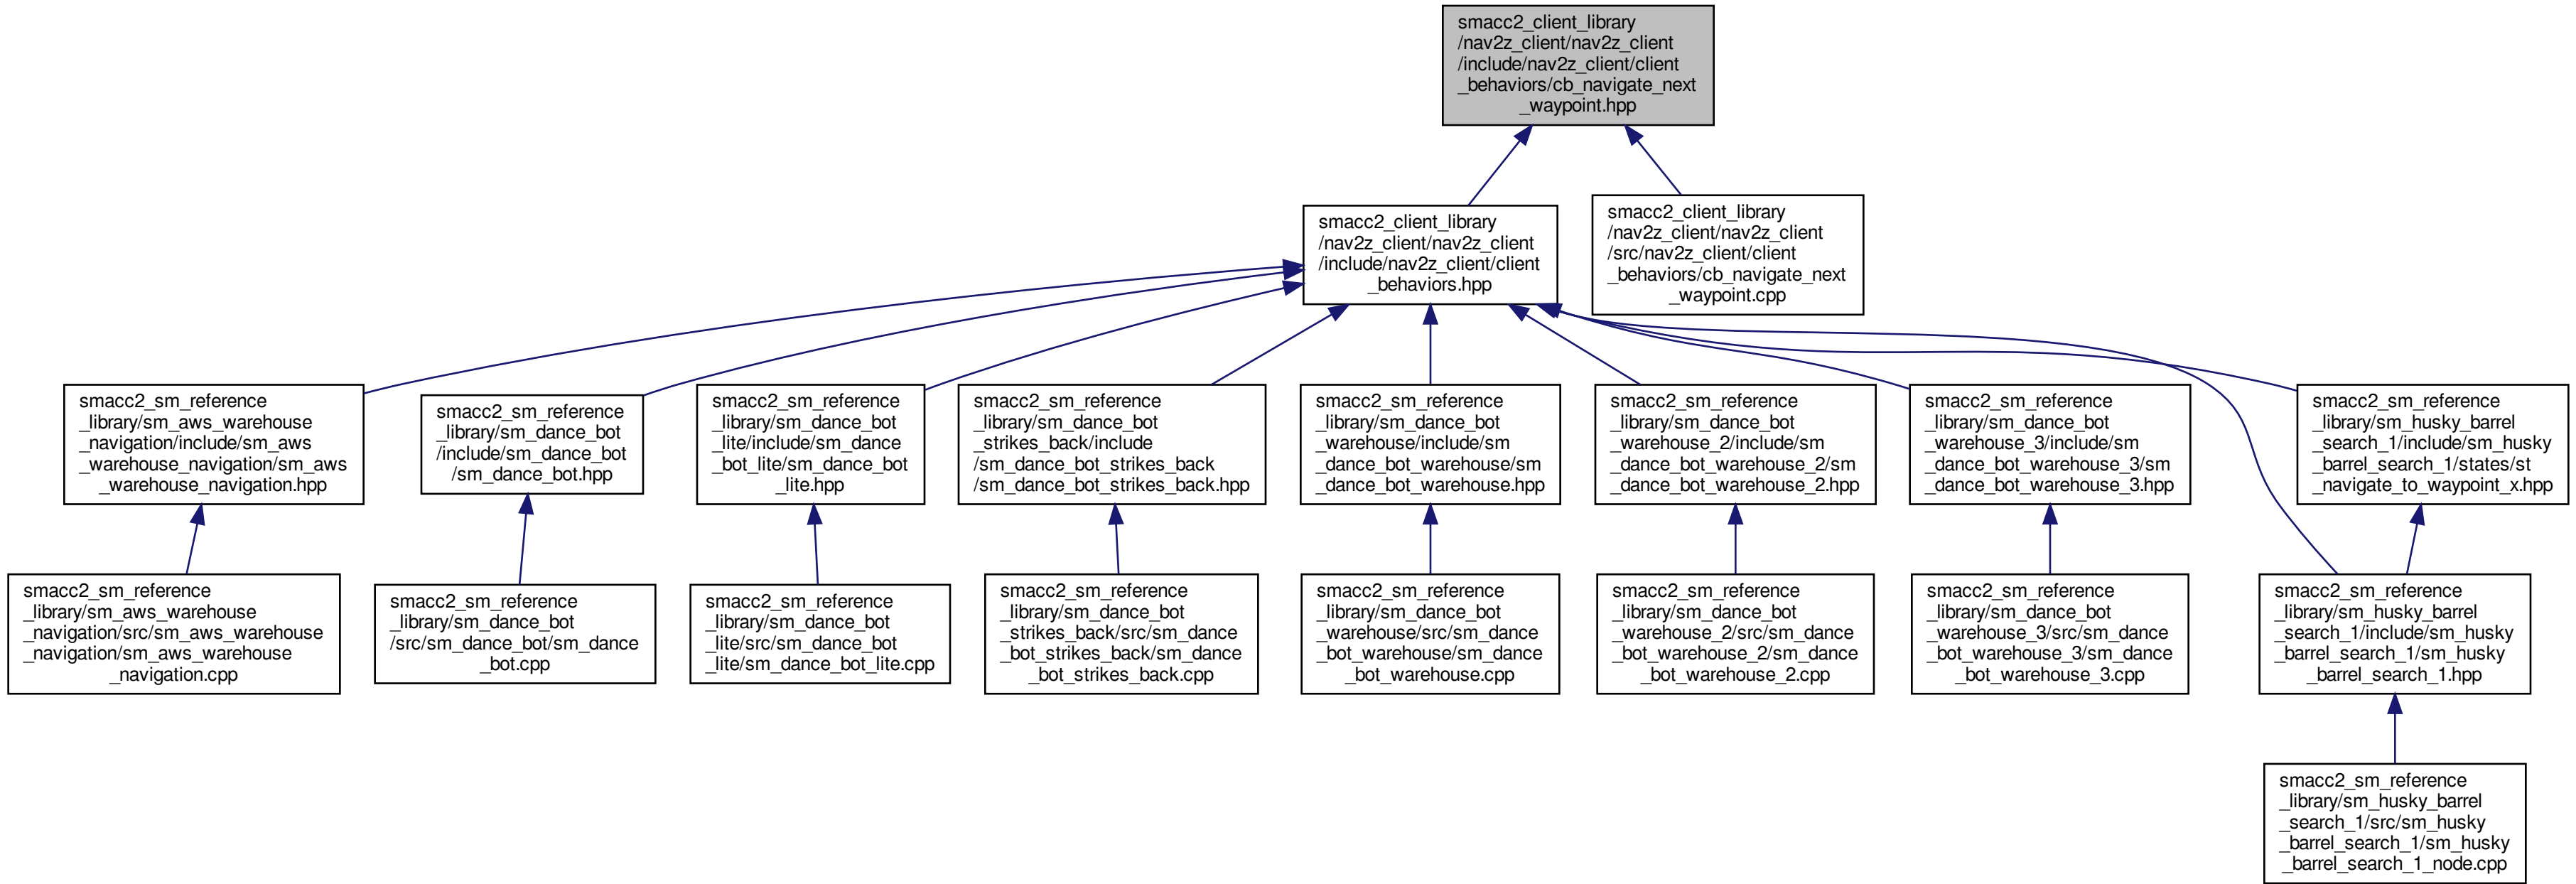 smacc2_client_library
/nav2z_client/nav2z_client
/include/nav2z_client/client
_behaviors/cb_navigate_next
_waypoint.hpp
smacc2_client_library
/nav2z_client/nav2z_client
/include/nav2z_client/client
_behaviors.hpp
smacc2_client_library
/nav2z_client/nav2z_client
/src/nav2z_client/client
_behaviors/cb_navigate_next
_waypoint.cpp
smacc2_sm_reference
_library/sm_aws_warehouse
_navigation/include/sm_aws
_warehouse_navigation/sm_aws
_warehouse_navigation.hpp
smacc2_sm_reference
_library/sm_dance_bot
/include/sm_dance_bot
/sm_dance_bot.hpp
smacc2_sm_reference
_library/sm_dance_bot
_lite/include/sm_dance
_bot_lite/sm_dance_bot
_lite.hpp
smacc2_sm_reference
_library/sm_dance_bot
_strikes_back/include
/sm_dance_bot_strikes_back
/sm_dance_bot_strikes_back.hpp
smacc2_sm_reference
_library/sm_dance_bot
_warehouse/include/sm
_dance_bot_warehouse/sm
_dance_bot_warehouse.hpp
smacc2_sm_reference
_library/sm_dance_bot
_warehouse_2/include/sm
_dance_bot_warehouse_2/sm
_dance_bot_warehouse_2.hpp
smacc2_sm_reference
_library/sm_dance_bot
_warehouse_3/include/sm
_dance_bot_warehouse_3/sm
_dance_bot_warehouse_3.hpp
smacc2_sm_reference
_library/sm_husky_barrel
_search_1/include/sm_husky
_barrel_search_1/states/st
_navigate_to_waypoint_x.hpp
smacc2_sm_reference
_library/sm_aws_warehouse
_navigation/src/sm_aws_warehouse
_navigation/sm_aws_warehouse
_navigation.cpp
smacc2_sm_reference
_library/sm_dance_bot
/src/sm_dance_bot/sm_dance
_bot.cpp
smacc2_sm_reference
_library/sm_dance_bot
_lite/src/sm_dance_bot
_lite/sm_dance_bot_lite.cpp
smacc2_sm_reference
_library/sm_dance_bot
_strikes_back/src/sm_dance
_bot_strikes_back/sm_dance
_bot_strikes_back.cpp
smacc2_sm_reference
_library/sm_dance_bot
_warehouse/src/sm_dance
_bot_warehouse/sm_dance
_bot_warehouse.cpp
smacc2_sm_reference
_library/sm_dance_bot
_warehouse_2/src/sm_dance
_bot_warehouse_2/sm_dance
_bot_warehouse_2.cpp
smacc2_sm_reference
_library/sm_dance_bot
_warehouse_3/src/sm_dance
_bot_warehouse_3/sm_dance
_bot_warehouse_3.cpp
smacc2_sm_reference
_library/sm_husky_barrel
_search_1/include/sm_husky
_barrel_search_1/sm_husky
_barrel_search_1.hpp
smacc2_sm_reference
_library/sm_husky_barrel
_search_1/src/sm_husky
_barrel_search_1/sm_husky
_barrel_search_1_node.cpp